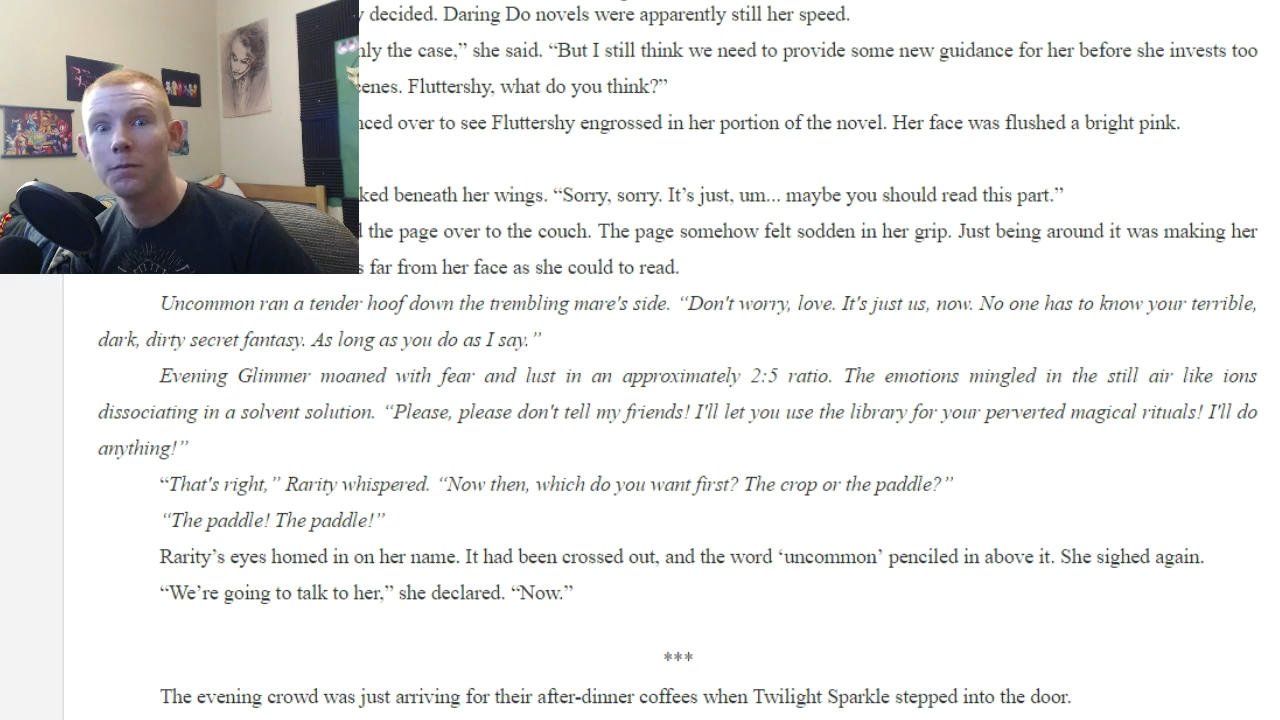 decided. Daring Do novels were apparently still her speed.
the case,” she said. “But I still think we need to provide some new guidance for her before she invests too
Fluttershy, what do you think?”
over to see Fluttershy engrossed in her portion of the novel. Her face was flushed a bright pink.
beneath her wings. “Sorry, sorry. It’s just, um... maybe you should read this part.”
the page over to the couch. The page somehow felt sodden in her grip. Just being around it was making her
far from her face as she could to read.
Uncommon ran a tender hoof down the trembling mare's side. “Don't worry, love. It's just us, now. No one has to know your terrible,
dark, dirty secret fantasy. As long as you do as I say.”
Evening Glimmer moaned with fear and lust in an approximately 2:5 ratio. The emotions mingled in the still air like ions
dissociating in a solvent solution. “Please, please don't tell my friends! I'll let you use the library for your perverted magical rituals! I'll do
anything!”
“That's right,” Rarity whispered. “Now then, which do you want first? The crop or the paddle?”
“The paddle! The paddle!”
Rarity’s eyes homed in on her name. It had been crossed out, and the word ‘uncommon’ penciled in above it. She sighed again.
“We’re going to talk to her,” she declared. “Now.”
***
The evening crowd was just arriving for their after-dinner coffees when Twilight Sparkle stepped into the door.